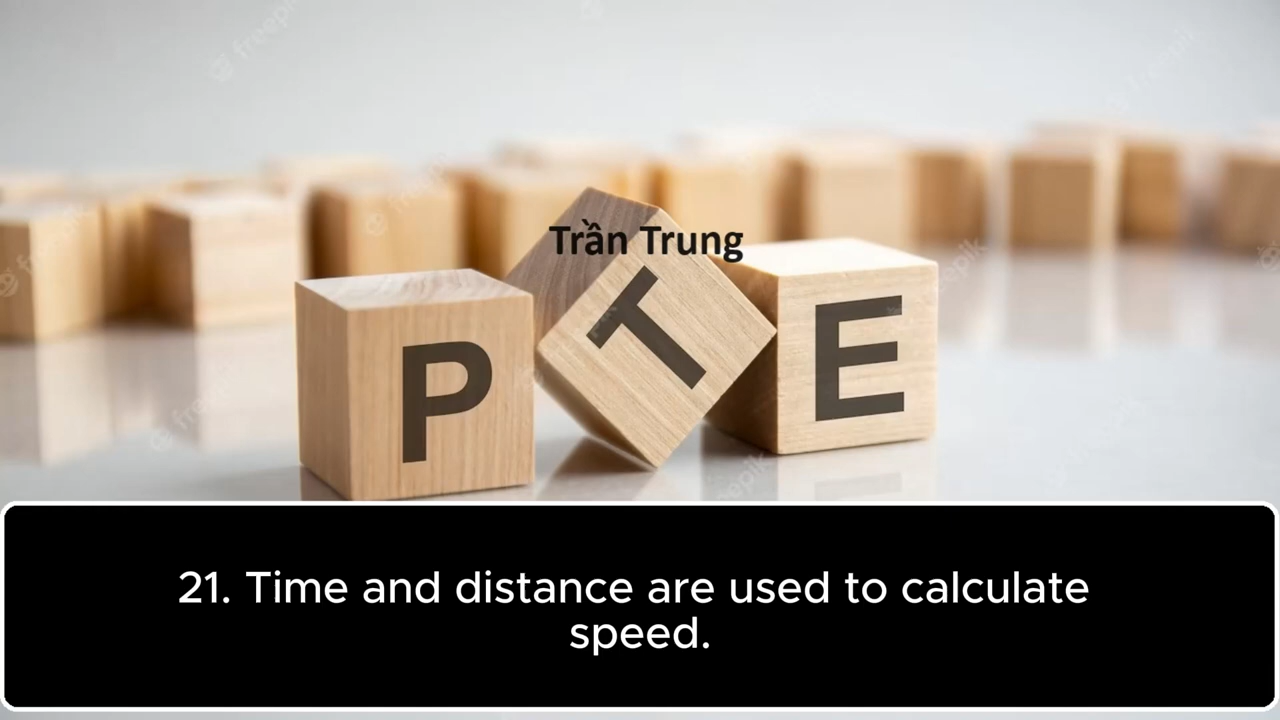 Trần Trung
P T E
21. Time and distance are used to calculate
speed.